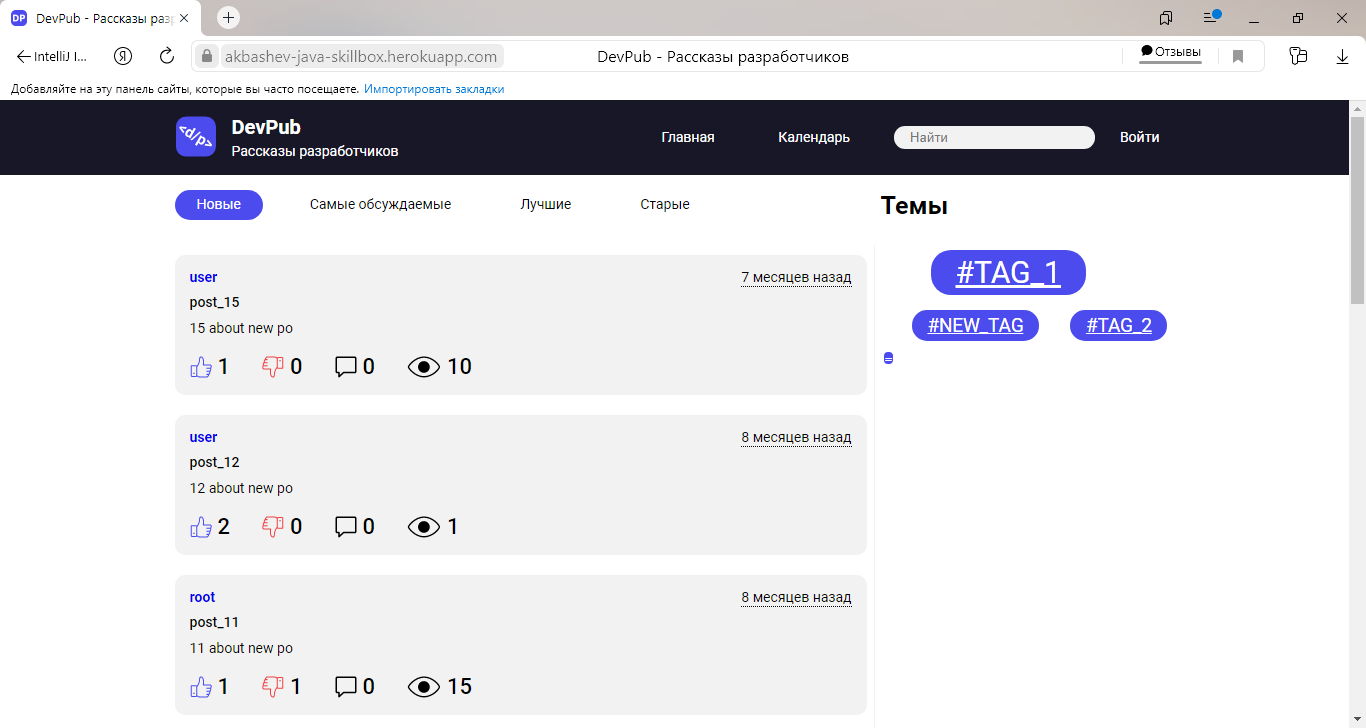 DP DevPub - Рассказы раз
IntelliJ I...
Я
akbashev-java-skillbox.herokuapp.com
DevPub - Рассказы разработчиков
Отзывы
Добавляйте на эту панель сайты, которые вы часто посещаете. Импортировать закладки
<d/p>
DevPub
Рассказы разработчиков
Главная
Календарь
Найти
Войти
Новые
Самые обсуждаемые
Лучшие
Старые
Темы
user
7 месяцев назад
post_15
15 about new po
1 0 0 10
user
8 месяцев назад
post_12
12 about new po
2 0 0 1
root
8 месяцев назад
post_11
11 about new po
1 1 0 15
#TAG_1
#NEW_TAG
#TAG_2